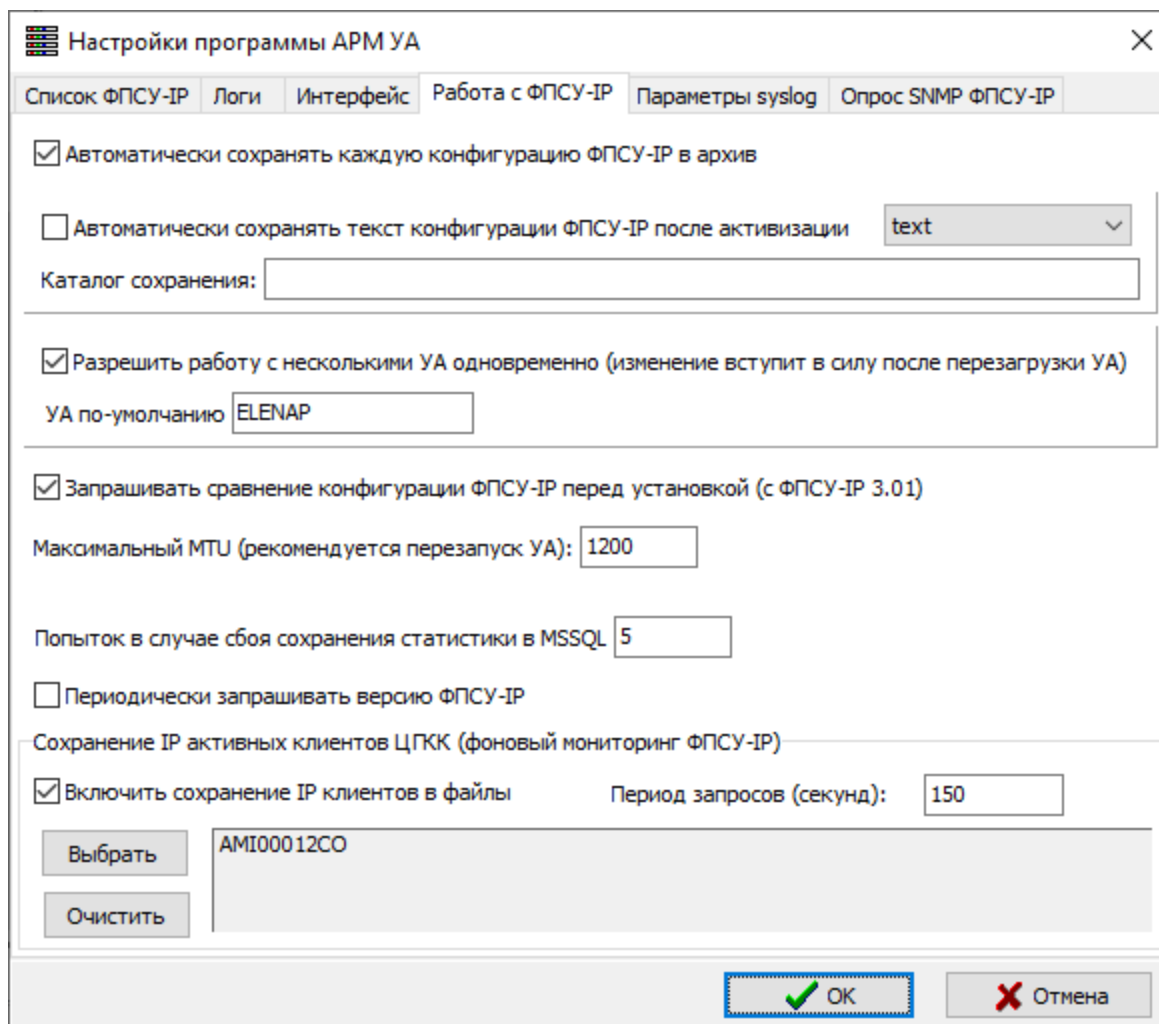 Настройки программы АРМ УА
Список ФПСУ-IP Логи Интерфейс Работа с ФПСУ-IP Параметры syslog Опрос SNMP ФПСУ-IP
Автоматически сохранять каждую конфигурацию ФПСУ-IP в архив
Автоматически сохранять текст конфигурации ФПСУ-IP после активизации text
Каталог сохранения:
Разрешить работу с несколькими УА одновременно (изменение вступит в силу после перезагрузки УА)
УА по-умолчанию ELENAP
Запрашивать сравнение конфигурации ФПСУ-IP перед установкой (с ФПСУ-IP 3.01)
Максимальный MTU (рекомендуется перезапуск УА): 1200
Попыток в случае сбоя сохранения статистики в MSSQL 5
Периодически запрашивать версию ФПСУ-IP
Сохранение IP активных клиентов ЦГКК (фоновый мониторинг ФПСУ-IP)
Включить сохранение IP клиентов в файлы Период запросов (секунд): 150
Выбрать AMI00012CO
Очистить
OK Отмена